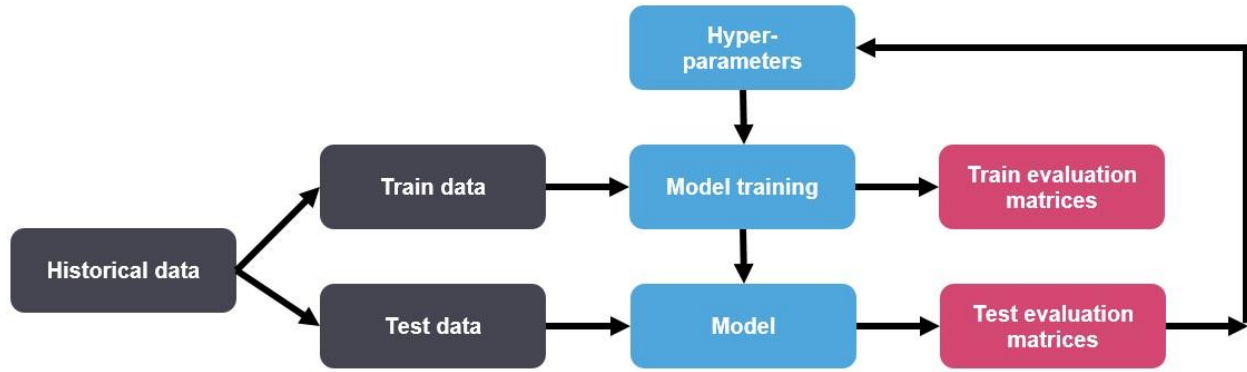 Hyper-
parameters
Train data
Model training
Train evaluation
matrices
Historical data
Test data
Model
Test evaluation
matrices